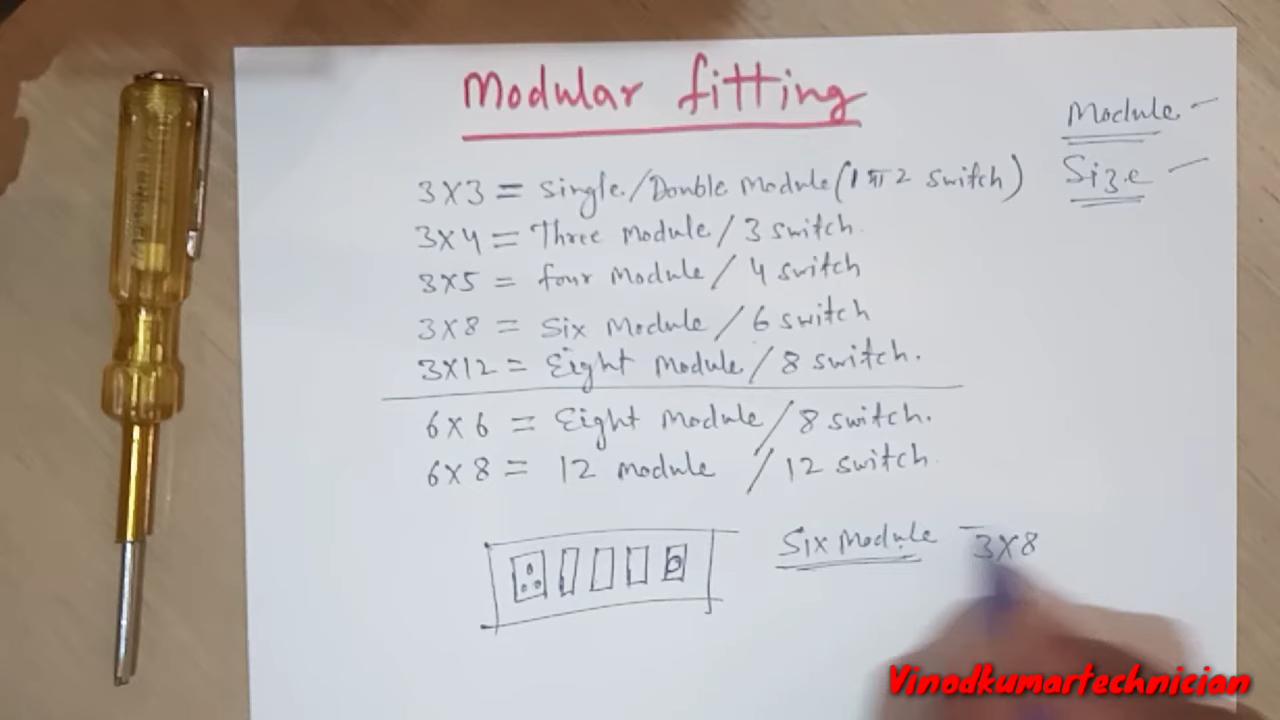 Modular fitting
Module
Size
3X3 = Single/Double Module (1 या 2 switch)
3X4 = Three Module / 3 switch.
3X5 = four Module / 4 switch
3X8 = Six Module / 6 switch
3X12 = Eight Module / 8 switch.
6X6 = Eight Module / 8 switch.
6X8 = 12 module / 12 switch.
Six Module 3X8
Vinodkumartechnician